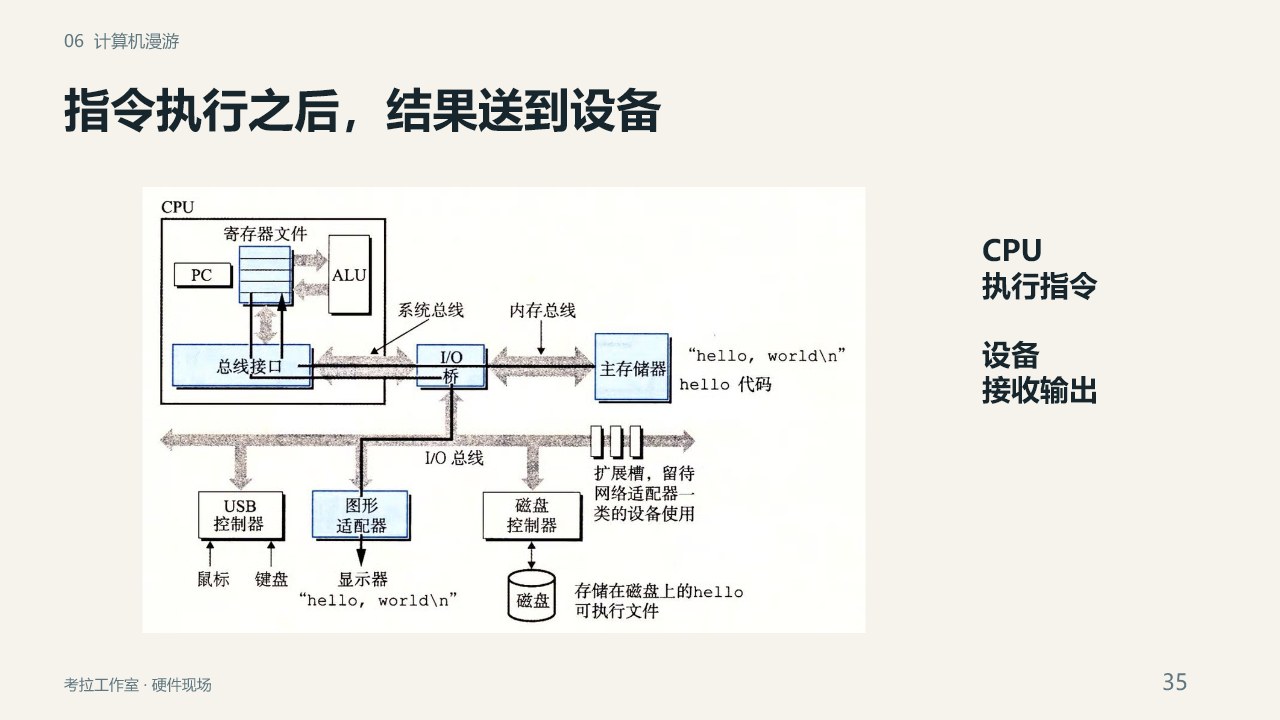 06 计算机漫游
指令执行之后，结果送到设备
CPU
寄存器文件
PC
ALU
系统总线
内存总线
总线接口
I/O
桥
主存储器
“hello, world\n”
hello 代码
I/O 总线
扩展槽，留待
网络适配器一
类的设备使用
USB
控制器
图形
适配器
磁盘
控制器
鼠标
键盘
显示器
“hello, world\n”
磁盘
存储在磁盘上的hello
可执行文件
CPU
执行指令
设备
接收输出
考拉工作室 · 硬件现场
35